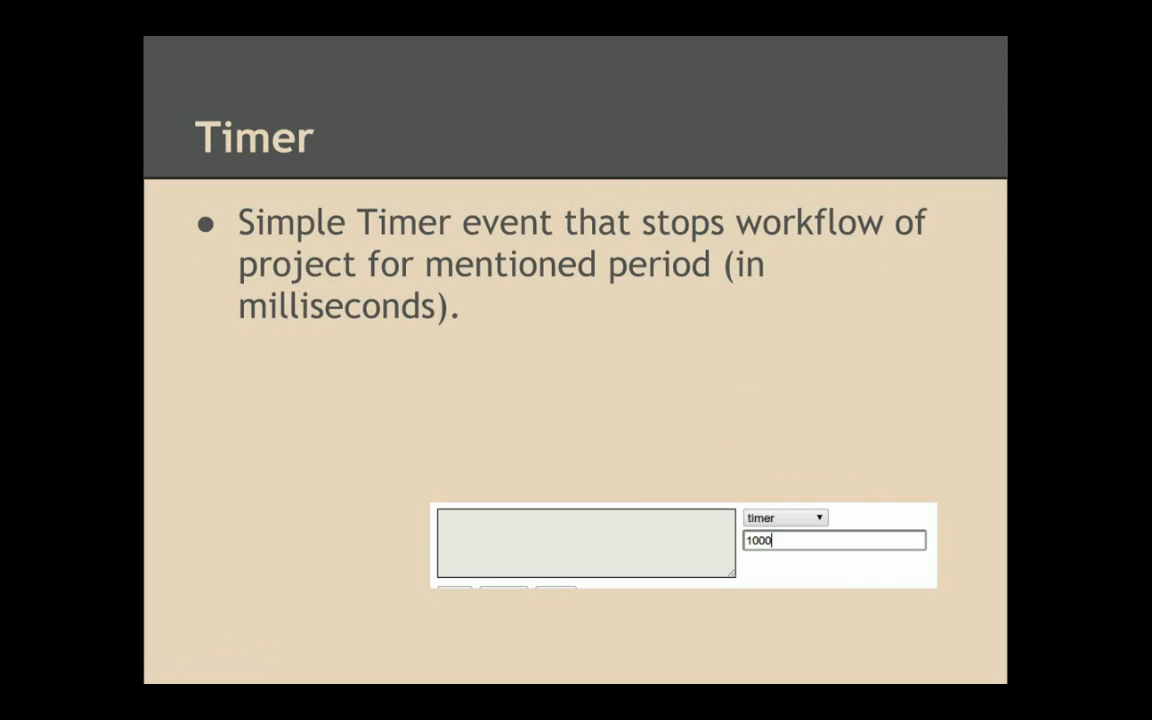 Timer
● Simple Timer event that stops workflow of
project for mentioned period (in
milliseconds).
timer
1000